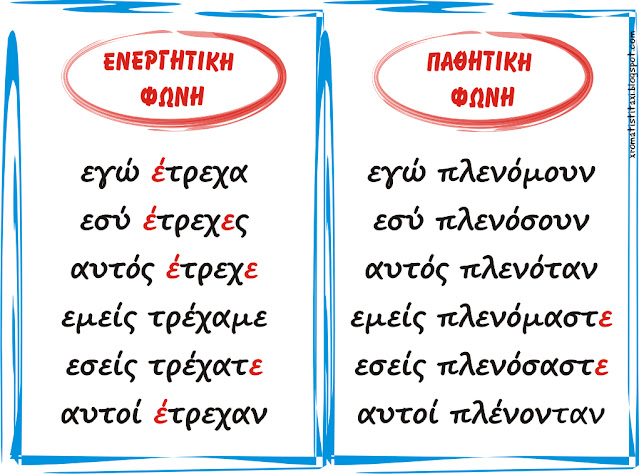 ΕΝΕΡΓΗΤΙΚΗ
ΦΩΝΗ
εγώ έτρεχα
εσύ έτρεχες
αυτός έτρεχε
εμείς τρέχαμε
εσείς τρέχατε
αυτοί έτρεχαν
ΠΑΘΗΤΙΚΗ
ΦΩΝΗ
εγώ πλενόμουν
εσύ πλενόσουν
αυτός πλενόταν
εμείς πλενόμαστε
εσείς πλενόσαστε
αυτοί πλένονταν
xromatistitaxi.blogspot.com